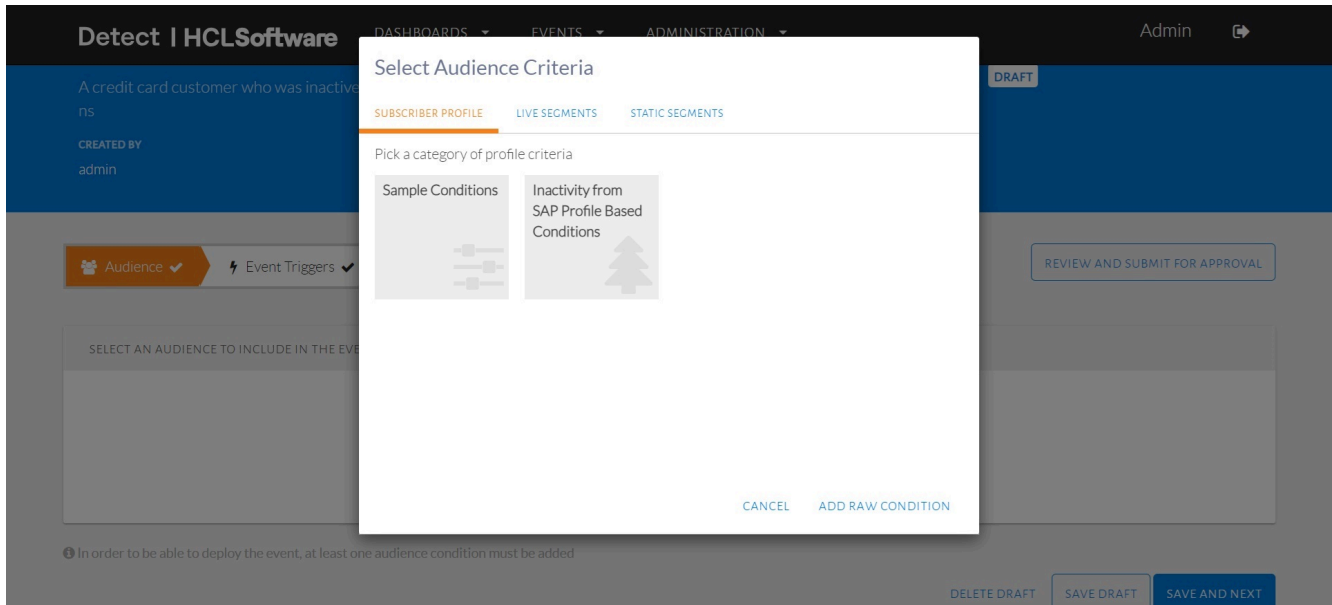 Detect | HCLSoftware
DASHBOARDS
EVENTS
ADMINISTRATION
Admin
A credit card customer who was inactive
ns
CREATED BY
admin
DRAFT
Select Audience Criteria
SUBSCRIBER PROFILE
LIVE SEGMENTS
STATIC SEGMENTS
Pick a category of profile criteria
Sample Conditions
Inactivity from
SAP Profile Based
Conditions
CANCEL
ADD RAW CONDITION
Audience
Event Triggers
REVIEW AND SUBMIT FOR APPROVAL
SELECT AN AUDIENCE TO INCLUDE IN THE EVE
In order to be able to deploy the event, at least one audience condition must be added
DELETE DRAFT
SAVE DRAFT
SAVE AND NEXT